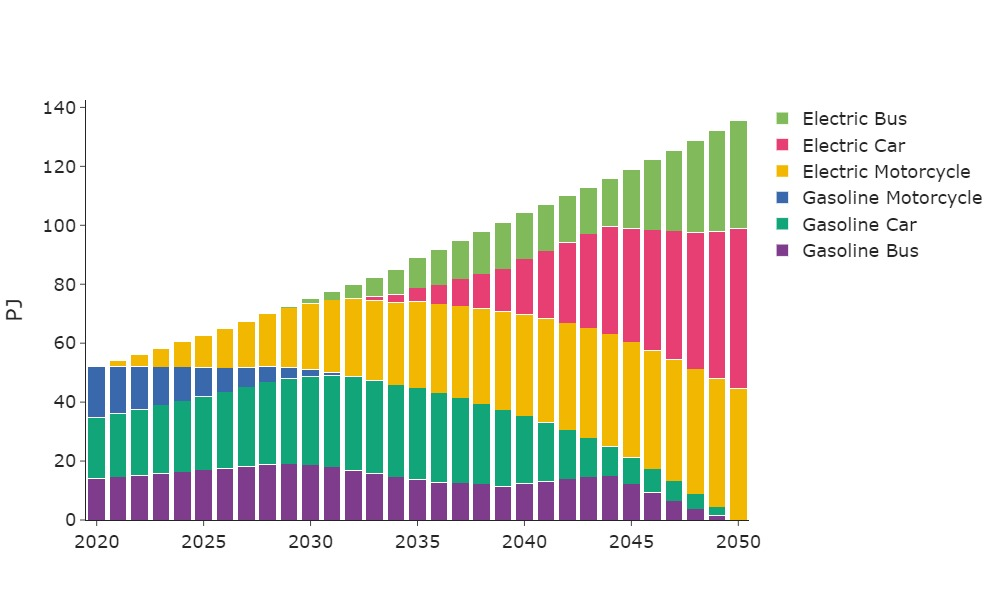 140
120
100
80
60
40
20
0
PJ
2020 2025 2030 2035 2040 2045 2050
Electric Bus
Electric Car
Electric Motorcycle
Gasoline Motorcycle
Gasoline Car
Gasoline Bus